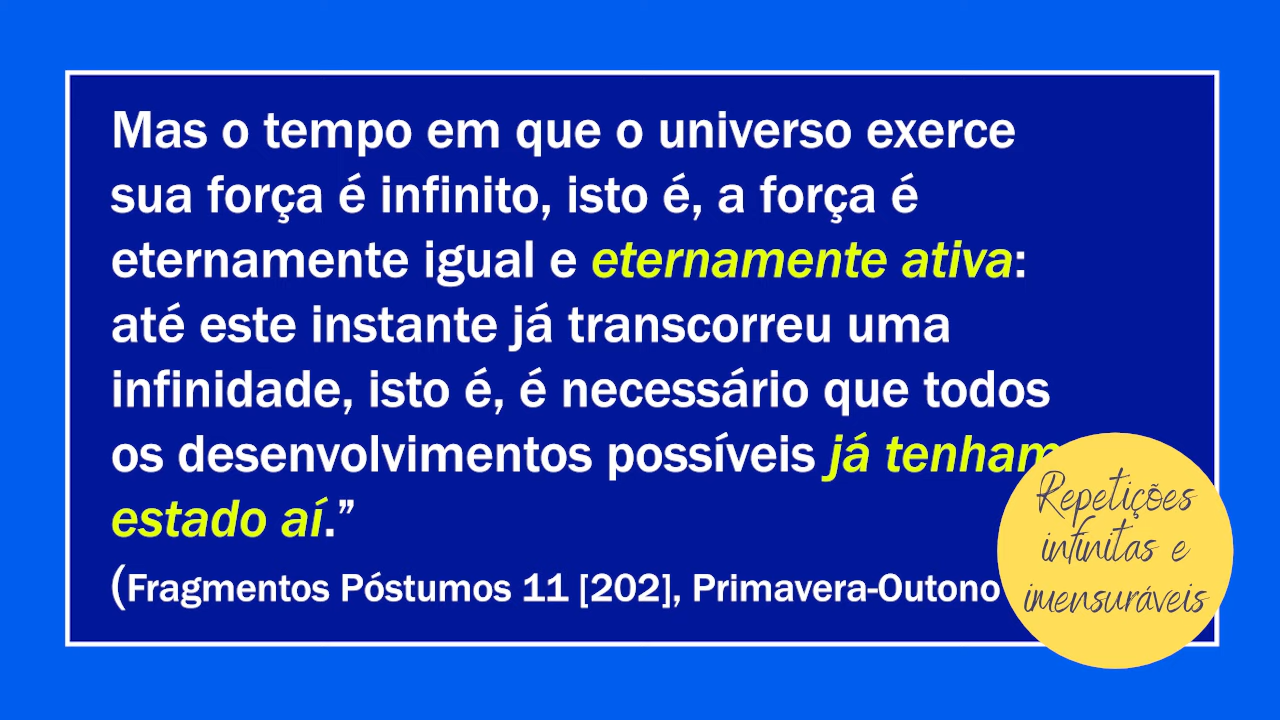 Mas o tempo em que o universo exerce
sua força é infinito, isto é, a força é
eternamente igual e eternamente ativa:
até este instante já transcorreu uma
infinidade, isto é, é necessário que todos
os desenvolvimentos possíveis já tenham
estado aí.”
(Fragmentos Póstumos 11 [202], Primavera-Outono
Repetições
infinitas e
imensuráveis